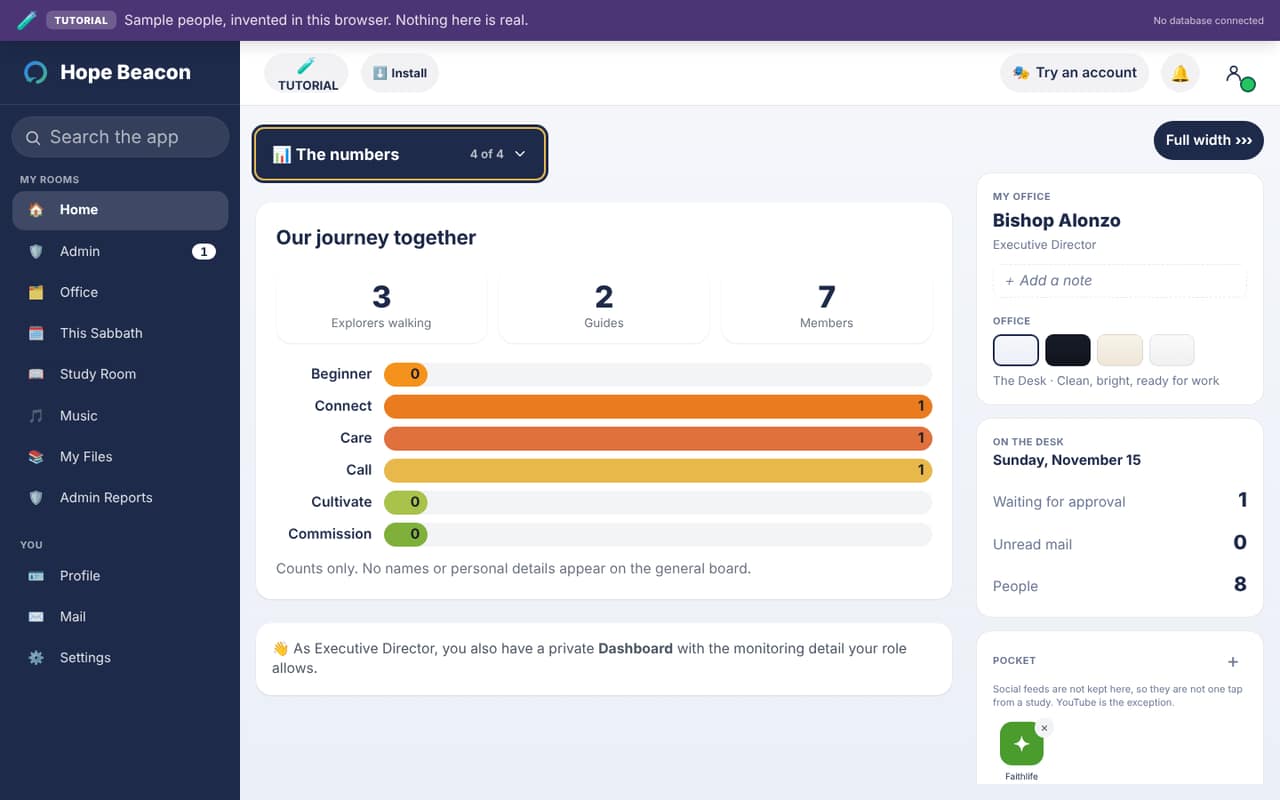 TUTORIAL Sample people, invented in this browser. Nothing here is real.
No database connected
Hope Beacon
Search the app
MY ROOMS
Home
Admin 1
Office
This Sabbath
Study Room
Music
My Files
Admin Reports
YOU
Profile
Mail
Settings
TUTORIAL
Install
Try an account
The numbers 4 of 4
Full width ›››
Our journey together
3
Explorers walking
2
Guides
7
Members
Beginner 0
Connect 1
Care 1
Call 1
Cultivate 0
Commission 0
Counts only. No names or personal details appear on the general board.
👋 As Executive Director, you also have a private Dashboard with the monitoring detail your role
allows.
MY OFFICE
Bishop Alonzo
Executive Director
+ Add a note
OFFICE
The Desk · Clean, bright, ready for work
ON THE DESK
Sunday, November 15
Waiting for approval 1
Unread mail 0
People 8
POCKET +
Social feeds are not kept here, so they are not one tap
from a study. YouTube is the exception.
×
Faithlife